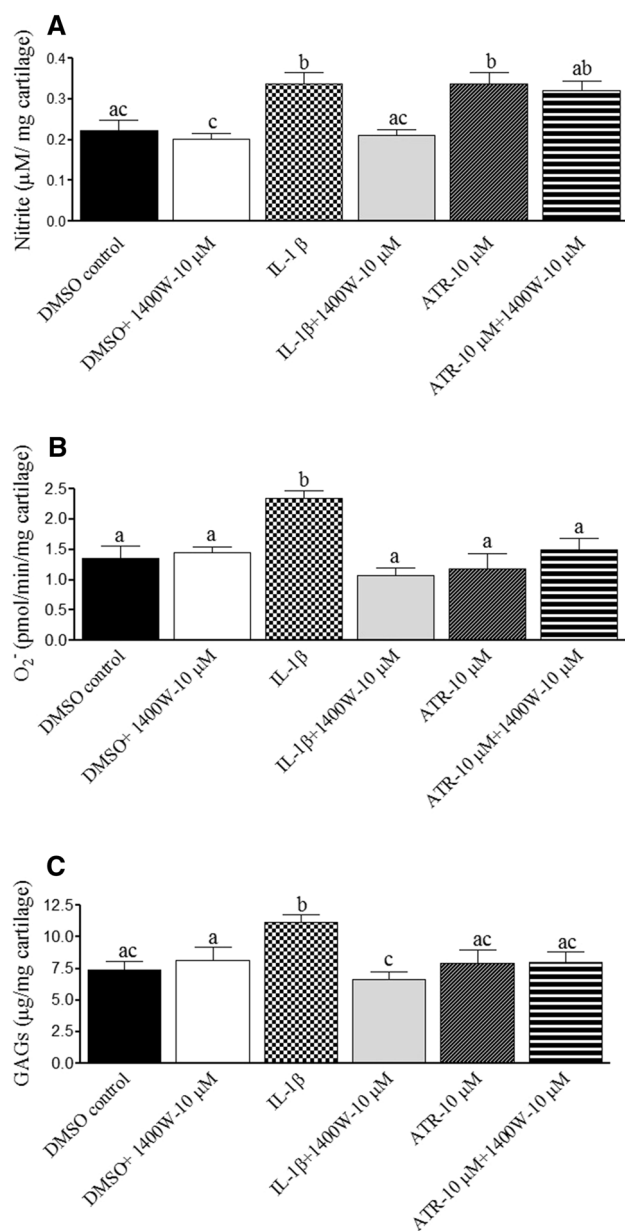 A
Nitrite (µM/ mg cartilage)
0.4
0.3
0.2
0.1
0.0
ac
c
b
ac
b
ab
DMSO control
DMSO+ 1400W-10 µM
IL-1 β
IL-1β+1400W-10 µM
ATR-10 µM
ATR-10 µM+1400W-10 µM
B
O₂⁻ (pmol/min/mg cartilage)
2.5
2.0
1.5
1.0
0.5
0.0
a
a
b
a
a
a
DMSO control
DMSO+ 1400W-10 µM
IL-1β
IL-1β+1400W-10 µM
ATR-10 µM
ATR-10 µM+1400W-10 µM
C
GAGs (µg/mg cartilage)
12.5
10.0
7.5
5.0
2.5
0.0
ac
a
b
c
ac
ac
DMSO control
DMSO+ 1400W-10 µM
IL-1β
IL-1β+1400W-10 µM
ATR-10 µM
ATR-10 µM+1400W-10 µM